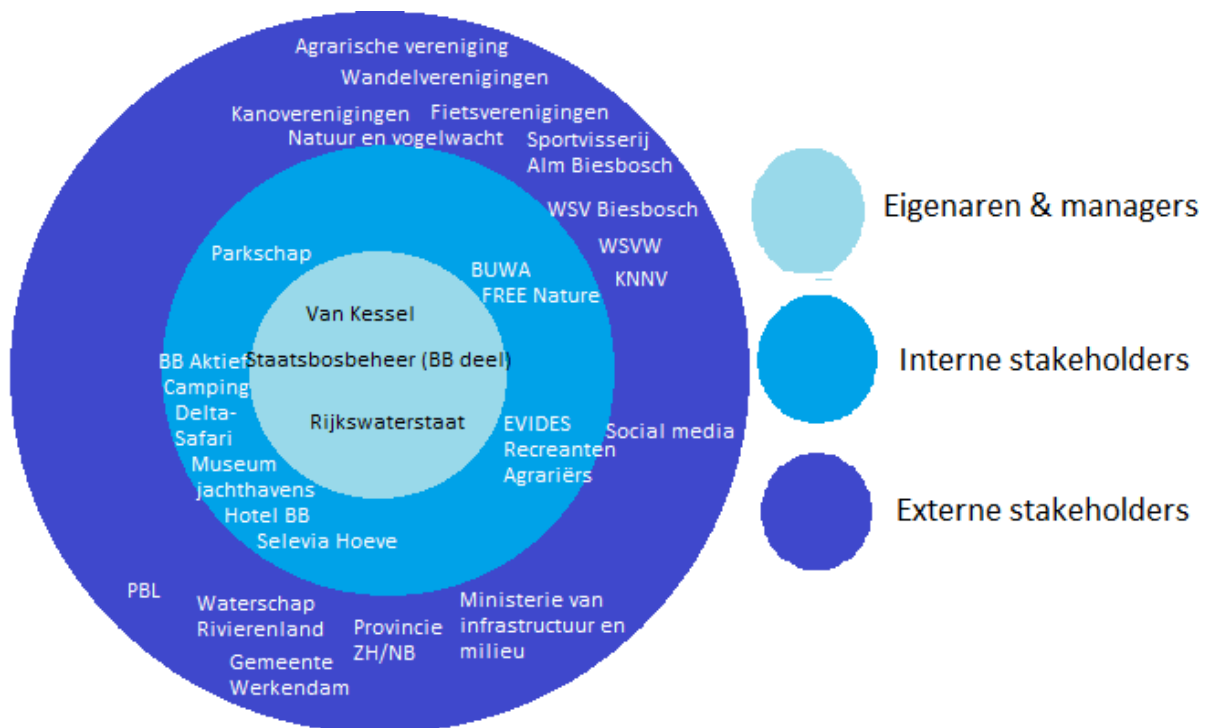 Agrarische vereniging
Wandelverenigingen
Kanoverenigingen
Fietsverenigingen
Natuur en vogelwacht
Sportvisserij
Alm Biesbosch
WSV Biesbosch
WSVW
KNNV
Parkschap
BUWA
FREE Nature
Van Kessel
Staatsbosbeheer (BB deel)
Rijkswaterstaat
BB Aktief
Camping
Delta-
Safari
Museum
jachthavens
Hotel BB
Selevia Hoeve
EVIDES
Recreanten
Agrariërs
Social media
PBL
Waterschap
Rivierenland
Gemeente
Werkendam
Provincie
ZH/NB
Ministerie van
infrastructuur en
milieu
Eigenaren & managers
Interne stakeholders
Externe stakeholders